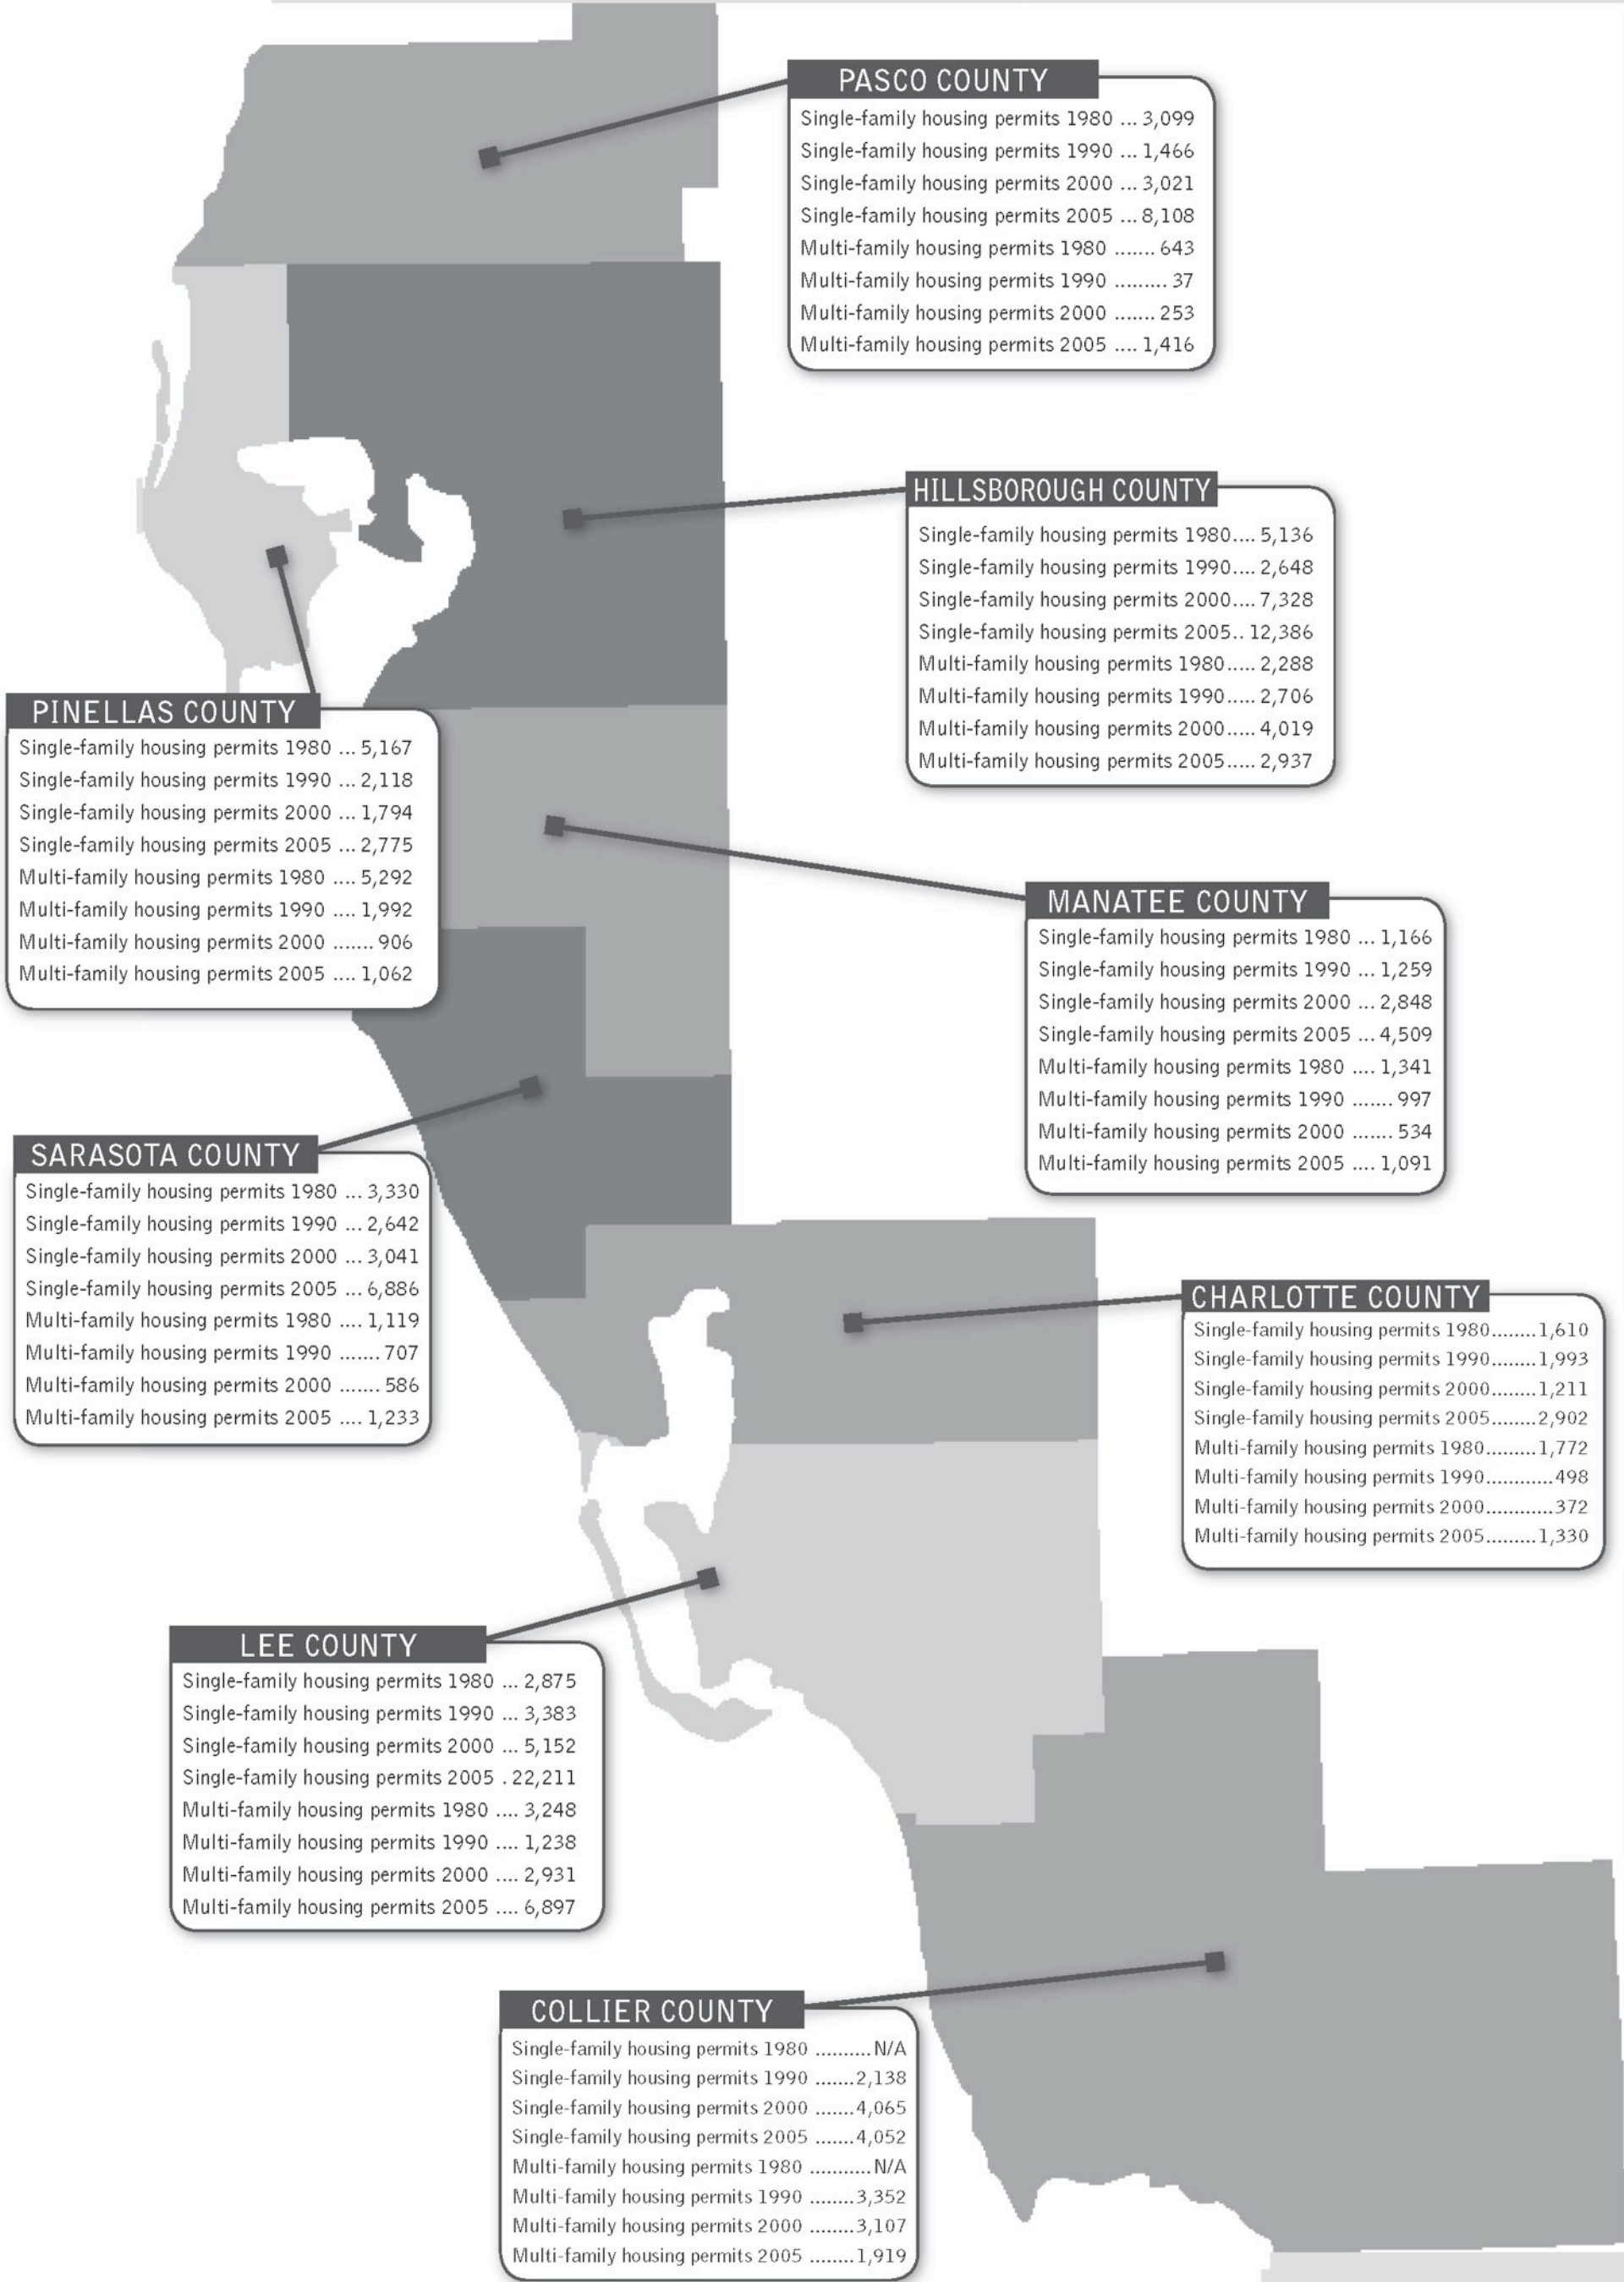 PASCO COUNTY
Single-family housing permits 1980 ... 3,099
Single-family housing permits 1990 ... 1,466
Single-family housing permits 2000 ... 3,021
Single-family housing permits 2005 ... 8,108
Multi-family housing permits 1980 ....... 643
Multi-family housing permits 1990 ......... 37
Multi-family housing permits 2000 ....... 253
Multi-family housing permits 2005 .... 1,416
HILLSBOROUGH COUNTY
Single-family housing permits 1980.... 5,136
Single-family housing permits 1990.... 2,648
Single-family housing permits 2000.... 7,328
Single-family housing permits 2005.. 12,386
Multi-family housing permits 1980..... 2,288
Multi-family housing permits 1990..... 2,706
Multi-family housing permits 2000..... 4,019
Multi-family housing permits 2005..... 2,937
PINELLAS COUNTY
Single-family housing permits 1980 ... 5,167
Single-family housing permits 1990 ... 2,118
Single-family housing permits 2000 ... 1,794
Single-family housing permits 2005 ... 2,775
Multi-family housing permits 1980 .... 5,292
Multi-family housing permits 1990 .... 1,992
Multi-family housing permits 2000 ....... 906
Multi-family housing permits 2005 .... 1,062
MANATEE COUNTY
Single-family housing permits 1980 ... 1,166
Single-family housing permits 1990 ... 1,259
Single-family housing permits 2000 ... 2,848
Single-family housing permits 2005 ... 4,509
Multi-family housing permits 1980 .... 1,341
Multi-family housing permits 1990 ....... 997
Multi-family housing permits 2000 ....... 534
Multi-family housing permits 2005 .... 1,091
SARASOTA COUNTY
Single-family housing permits 1980 ... 3,330
Single-family housing permits 1990 ... 2,642
Single-family housing permits 2000 ... 3,041
Single-family housing permits 2005 ... 6,886
Multi-family housing permits 1980 .... 1,119
Multi-family housing permits 1990 ....... 707
Multi-family housing permits 2000 ....... 586
Multi-family housing permits 2005 .... 1,233
CHARLOTTE COUNTY
Single-family housing permits 1980........1,610
Single-family housing permits 1990........1,993
Single-family housing permits 2000........1,211
Single-family housing permits 2005........2,902
Multi-family housing permits 1980.........1,772
Multi-family housing permits 1990............498
Multi-family housing permits 2000............372
Multi-family housing permits 2005.........1,330
LEE COUNTY
Single-family housing permits 1980 ... 2,875
Single-family housing permits 1990 ... 3,383
Single-family housing permits 2000 ... 5,152
Single-family housing permits 2005 . 22,211
Multi-family housing permits 1980 .... 3,248
Multi-family housing permits 1990 .... 1,238
Multi-family housing permits 2000 .... 2,931
Multi-family housing permits 2005 .... 6,897
COLLIER COUNTY
Single-family housing permits 1980 ..........N/A
Single-family housing permits 1990 .......2,138
Single-family housing permits 2000 .......4,065
Single-family housing permits 2005 .......4,052
Multi-family housing permits 1980 ...........N/A
Multi-family housing permits 1990 ........3,352
Multi-family housing permits 2000 ........3,107
Multi-family housing permits 2005 ........1,919